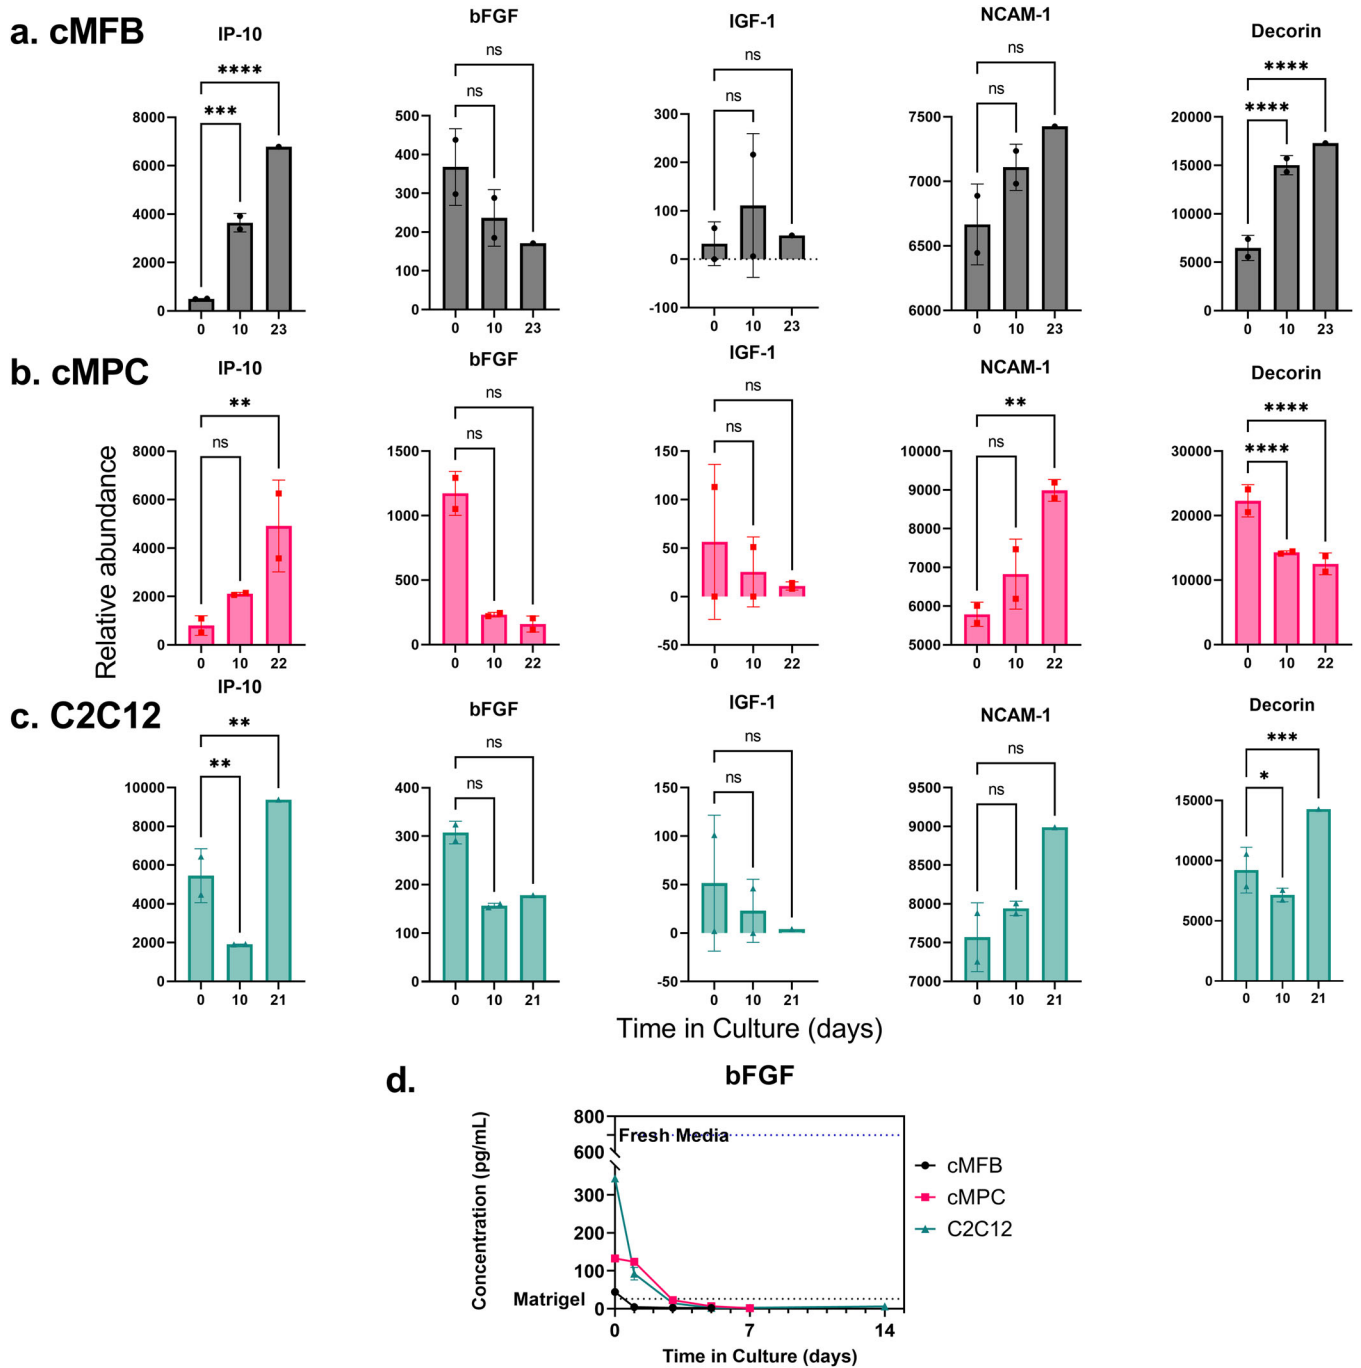 a. cMFB
IP-10
bFGF
IGF-1
NCAM-1
Decorin
**** *** ns ns ns ns ns ns **** ****
8000 6000 4000 2000 0
500 400 300 200 100 0
300 200 100 0 -100
7500 7000 6500 6000
20000 15000 10000 5000 0
0 10 23
0 10 23
0 10 23
0 10 23
0 10 23
b. cMPC
IP-10
bFGF
IGF-1
NCAM-1
Decorin
** ns ns ns ns ns ** ns **** ****
Relative abundance
8000 6000 4000 2000 0
1500 1000 500 0
150 100 50 0 -50
10000 9000 8000 7000 6000 5000
30000 20000 10000 0
0 10 22
0 10 22
0 10 22
0 10 22
0 10 22
c. C2C12
IP-10
bFGF
IGF-1
NCAM-1
Decorin
** ** ns ns ns ns ns ns *** *
10000 8000 6000 4000 2000 0
400 300 200 100 0
150 100 50 0 -50
9500 9000 8500 8000 7500 7000
15000 10000 5000 0
0 10 21
0 10 21
0 10 21
0 10 21
0 10 21
Time in Culture (days)
d.
bFGF
Concentration (pg/mL)
800
Fresh Media
600
300
200
100
Matrigel
0
0 7 14
Time in Culture (days)
cMFB
cMPC
C2C12